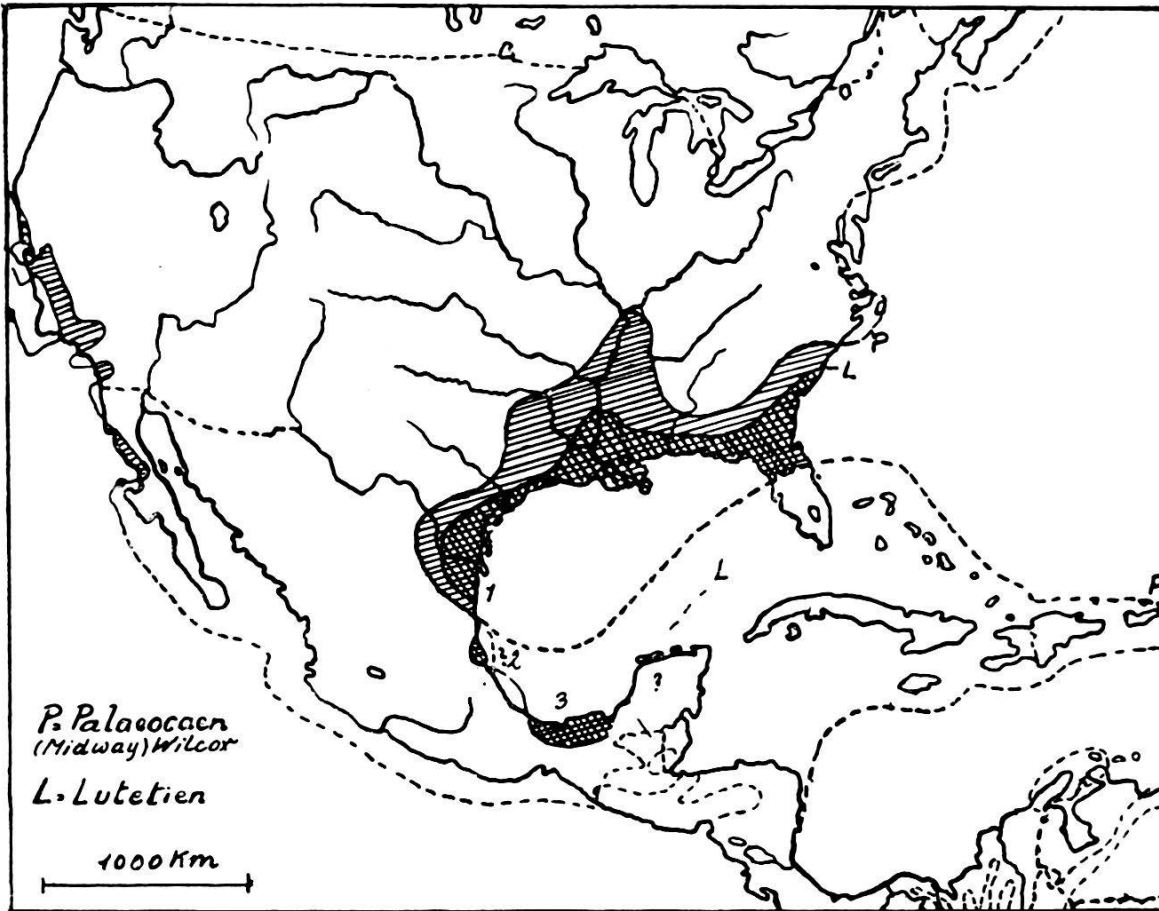 P
L
L
P
1
?2
3
?
P=Palaeocaen
(Midway) Wilcox
L=Lutetien
1000 Km